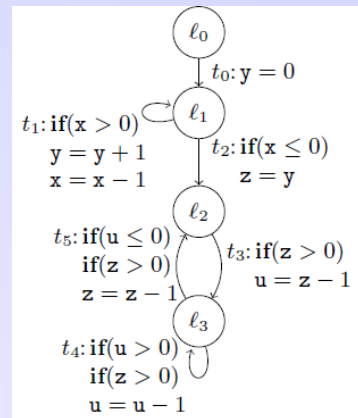 ℓ₀
t₀: y = 0
ℓ₁
t₁: if(x > 0)
y = y + 1
x = x − 1
t₂: if(x ≤ 0)
z = y
ℓ₂
t₅: if(u ≤ 0)
if(z > 0)
z = z − 1
t₃: if(z > 0)
u = z − 1
ℓ₃
t₄: if(u > 0)
if(z > 0)
u = u − 1